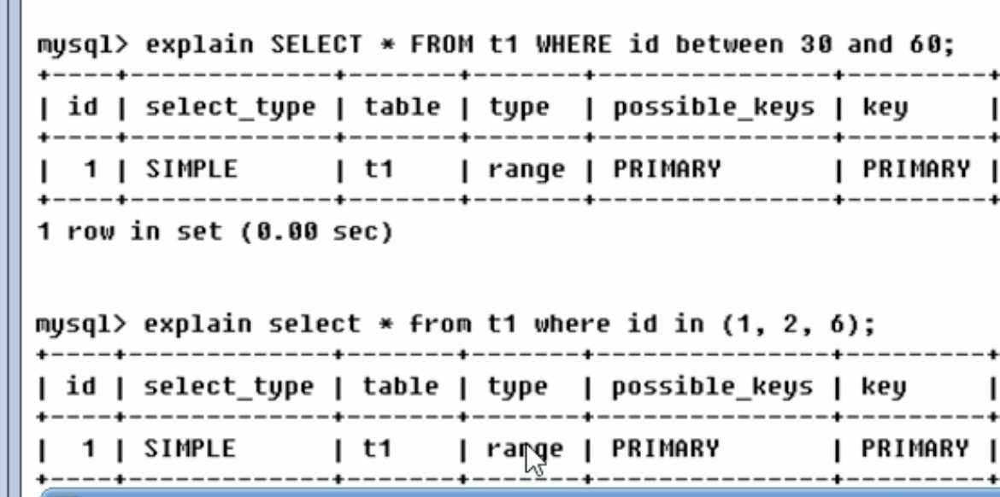 mysql> explain SELECT * FROM t1 WHERE id between 30 and 60;
+----+-------------+-------+-------+---------------+---------+
| id | select_type | table | type  | possible_keys | key     |
+----+-------------+-------+-------+---------------+---------+
|  1 | SIMPLE      | t1    | range | PRIMARY       | PRIMARY |
+----+-------------+-------+-------+---------------+---------+
1 row in set (0.00 sec)
mysql> explain select * from t1 where id in (1, 2, 6);
+----+-------------+-------+-------+---------------+---------+
| id | select_type | table | type  | possible_keys | key     |
+----+-------------+-------+-------+---------------+---------+
|  1 | SIMPLE      | t1    | range | PRIMARY       | PRIMARY |
+----+-------------+-------+-------+---------------+---------+